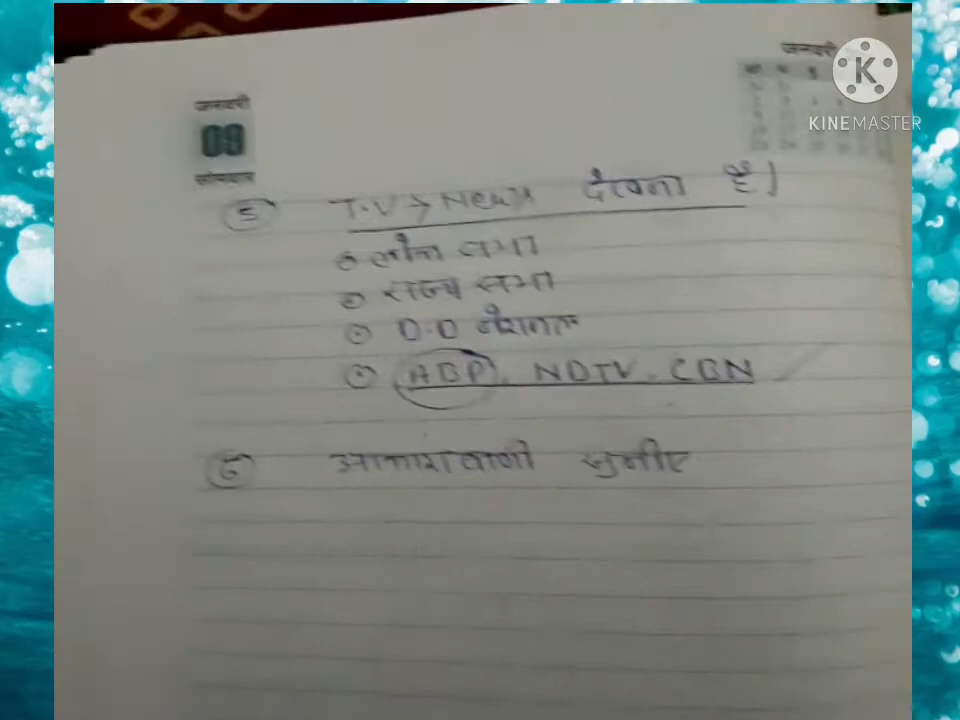 जनवरी
KINEMASTER
जनवरी
09
सोमवार
5 T.V → News देखना है।
लोक सभा
राज्य सभा
D.D नेशनल
ABP, NDTV. CBN
6 आकाशवाणी सुनीए